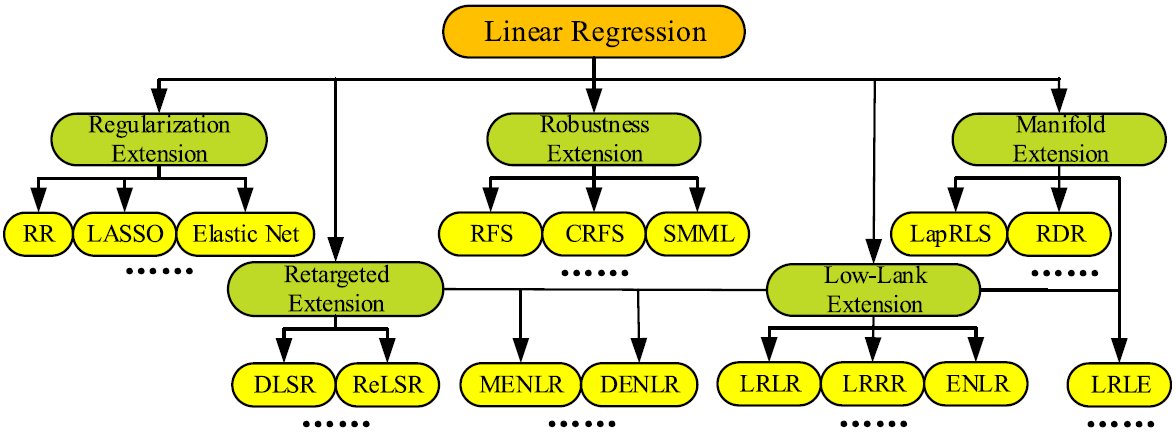 Linear Regression
Regularization
Extension
Robustness
Extension
Manifold
Extension
RR
LASSO
Elastic Net
......
RFS
CRFS
SMML
......
LapRLS
RDR
......
Retargeted
Extension
Low-Lank
Extension
DLSR
ReLSR
......
MENLR
DENLR
......
LRLR
LRRR
ENLR
......
LRLE
......